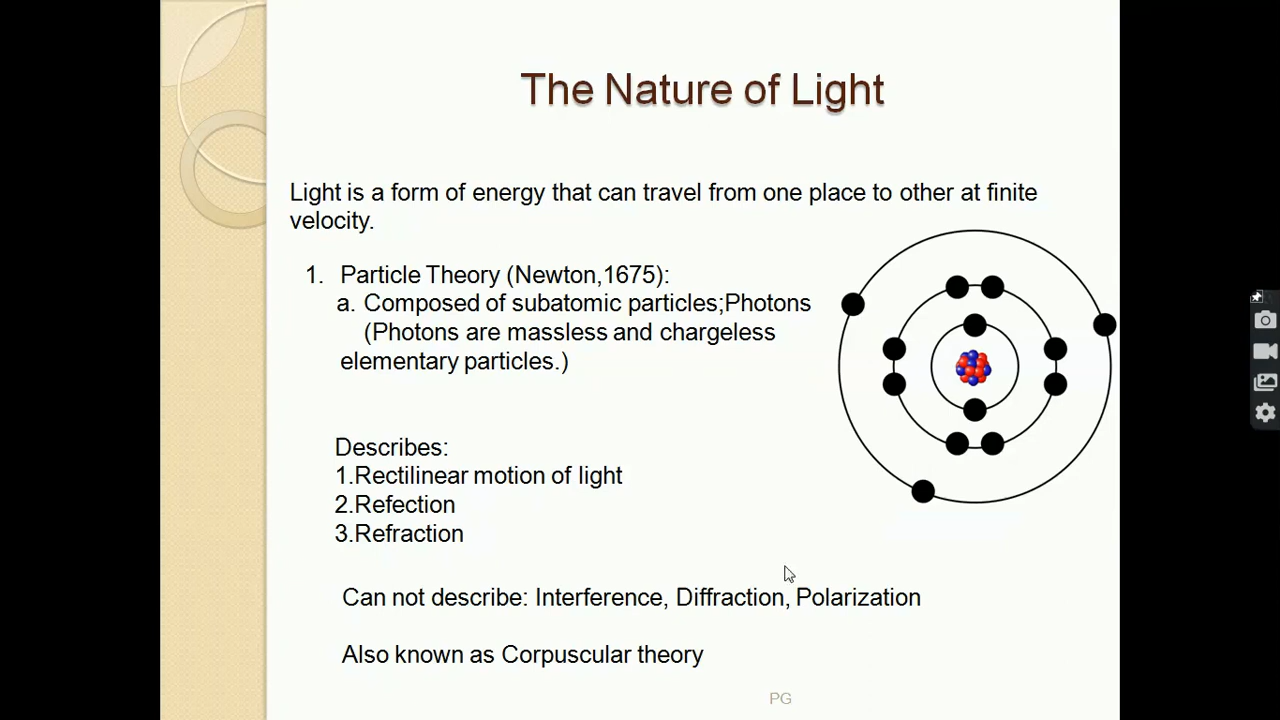 The Nature of Light
Light is a form of energy that can travel from one place to other at finite
velocity.
1. Particle Theory (Newton,1675):
a. Composed of subatomic particles;Photons
(Photons are massless and chargeless
elementary particles.)
Describes:
1.Rectilinear motion of light
2.Refection
3.Refraction
Can not describe: Interference, Diffraction, Polarization
Also known as Corpuscular theory
PG